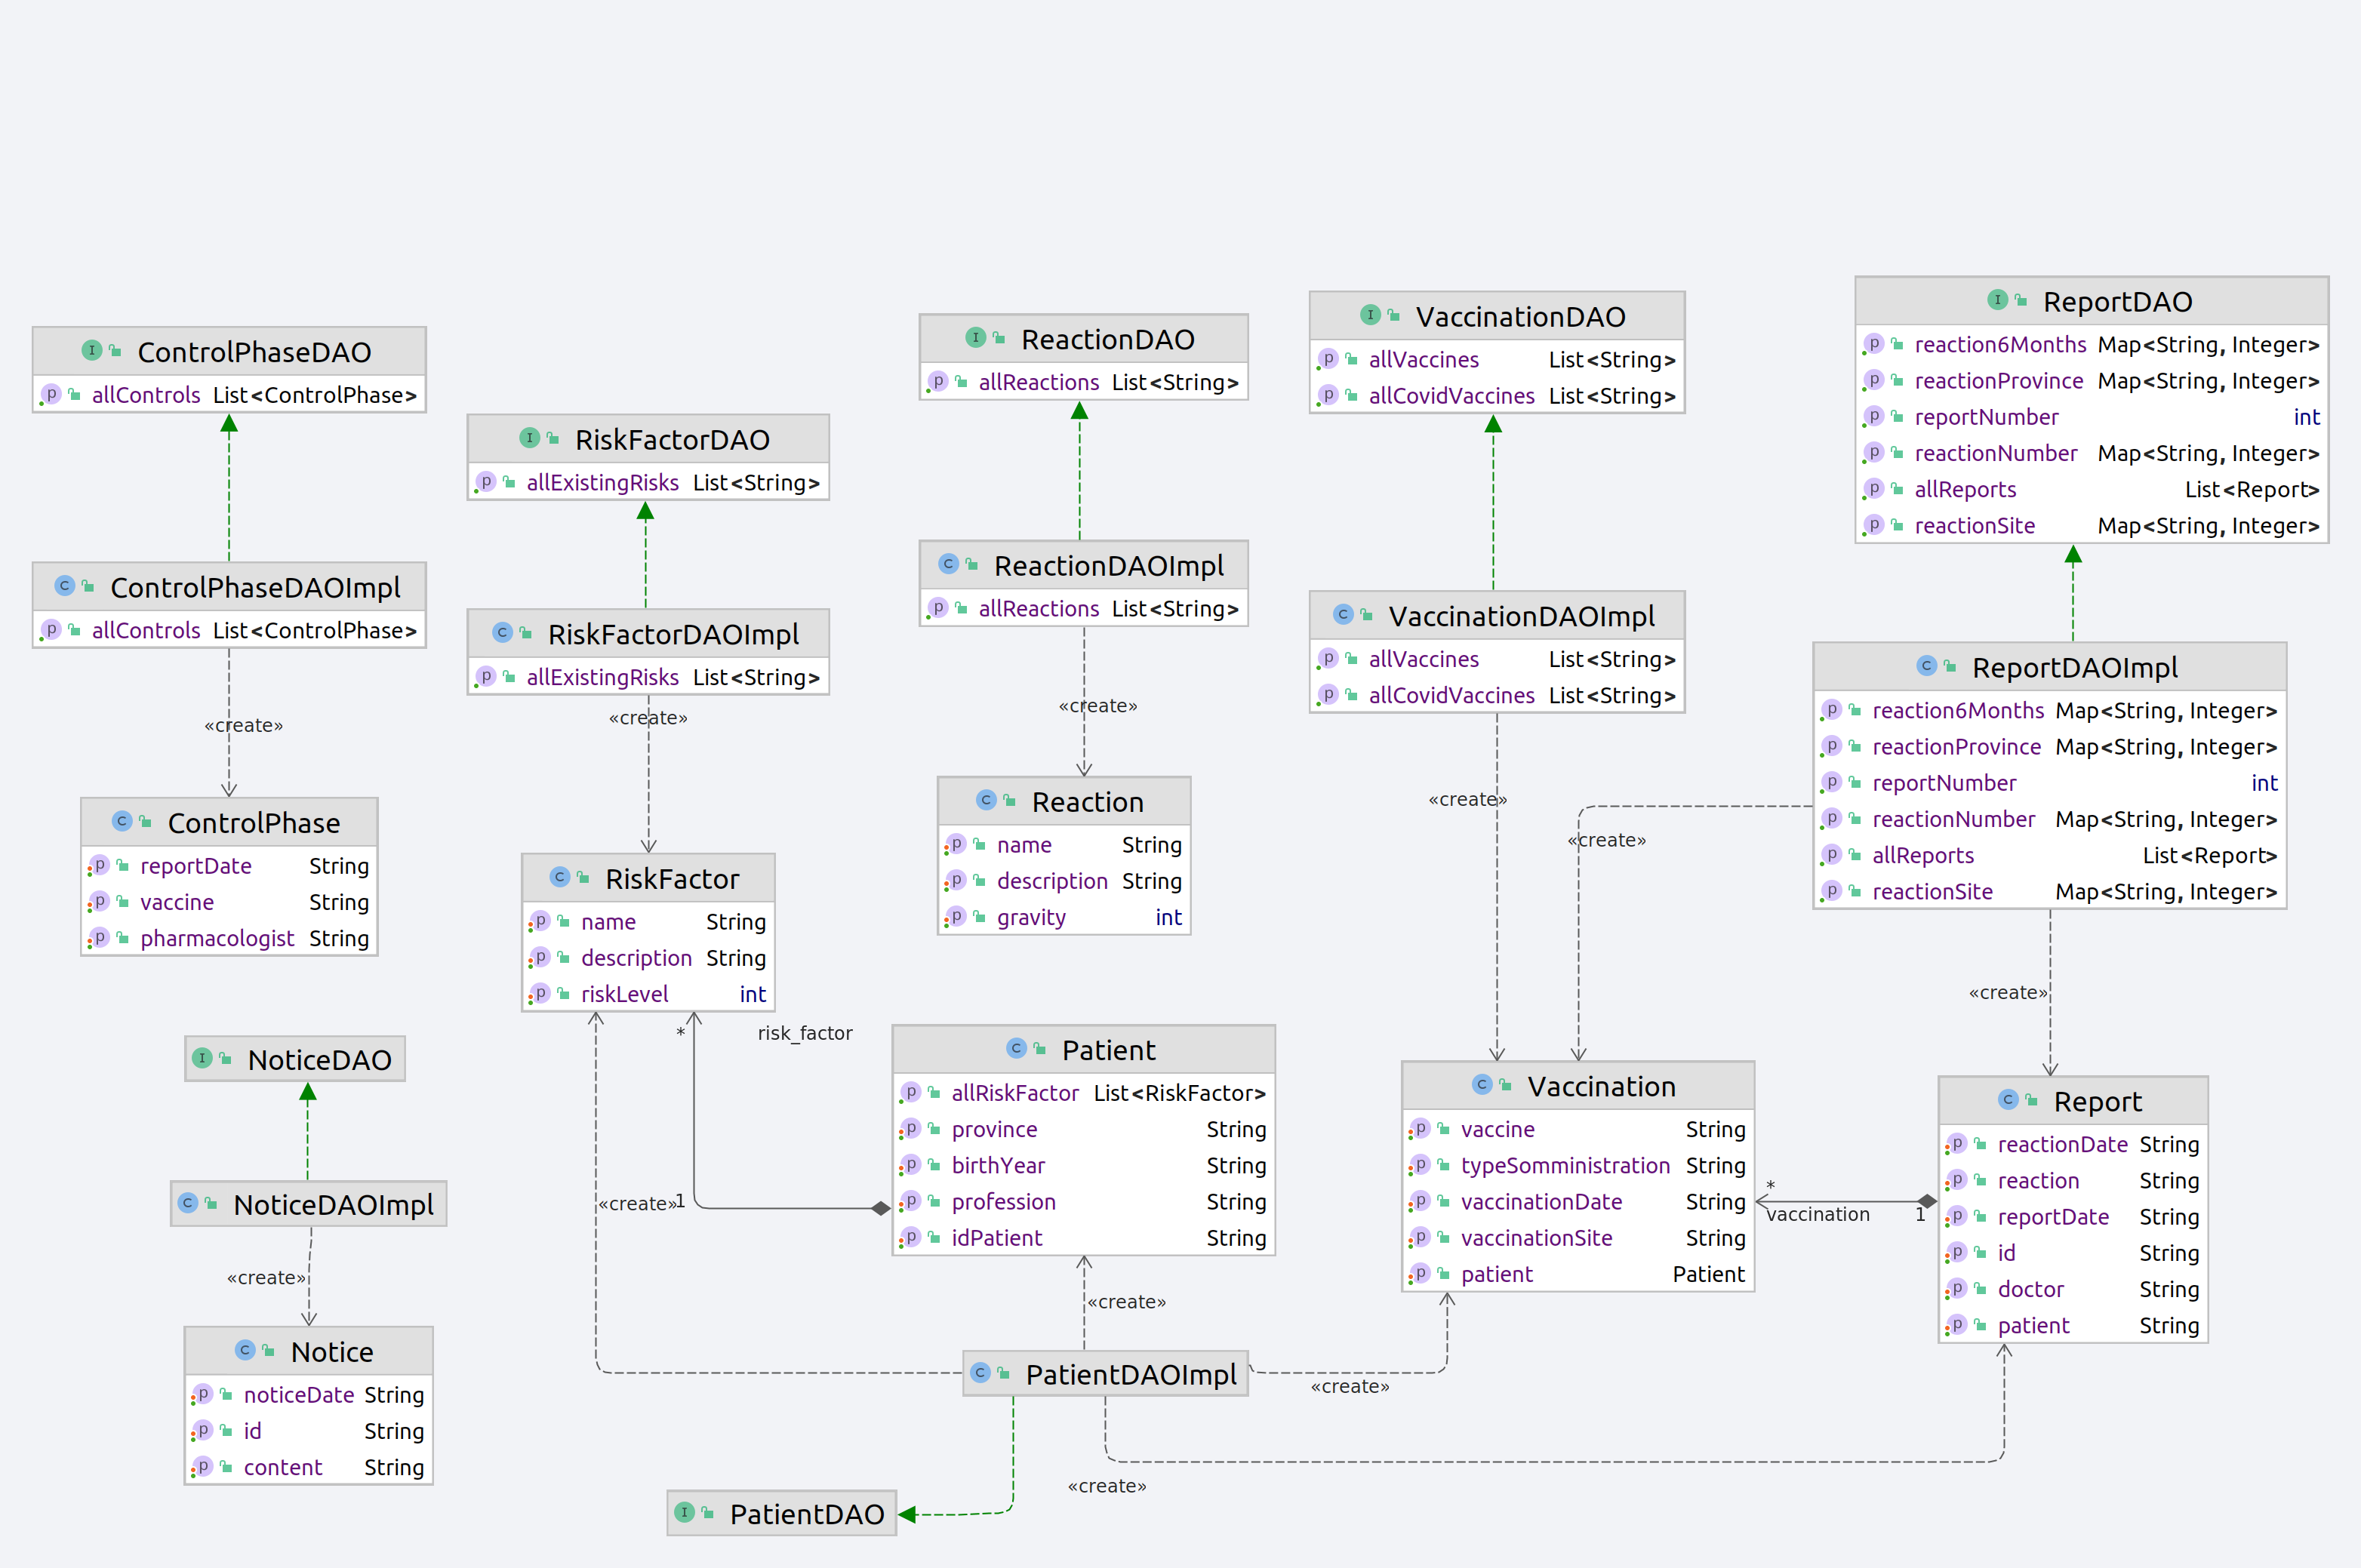 I ControlPhaseDAO
p allControls List<ControlPhase>
C ControlPhaseDAOImpl
p allControls List<ControlPhase>
«create»
C ControlPhase
p reportDate String
p vaccine String
p pharmacologist String
I RiskFactorDAO
p allExistingRisks List<String>
C RiskFactorDAOImpl
p allExistingRisks List<String>
«create»
C RiskFactor
p name String
p description String
p riskLevel int
I ReactionDAO
p allReactions List<String>
C ReactionDAOImpl
p allReactions List<String>
«create»
C Reaction
p name String
p description String
p gravity int
I VaccinationDAO
p allVaccines List<String>
p allCovidVaccines List<String>
C VaccinationDAOImpl
p allVaccines List<String>
p allCovidVaccines List<String>
«create»
«create»
I ReportDAO
p reaction6Months Map<String, Integer>
p reactionProvince Map<String, Integer>
p reportNumber int
p reactionNumber Map<String, Integer>
p allReports List<Report>
p reactionSite Map<String, Integer>
C ReportDAOImpl
p reaction6Months Map<String, Integer>
p reactionProvince Map<String, Integer>
p reportNumber int
p reactionNumber Map<String, Integer>
p allReports List<Report>
p reactionSite Map<String, Integer>
«create»
I NoticeDAO
C NoticeDAOImpl
«create»
C Notice
p noticeDate String
p id String
p content String
* risk_factor
«create» 1
C Patient
p allRiskFactor List<RiskFactor>
p province String
p birthYear String
p profession String
p idPatient String
«create»
C Vaccination
p vaccine String
p typeSomministration String
p vaccinationDate String
p vaccinationSite String
p patient Patient
*
vaccination 1
C Report
p reactionDate String
p reaction String
p reportDate String
p id String
p doctor String
p patient String
C PatientDAOImpl
«create»
«create»
I PatientDAO